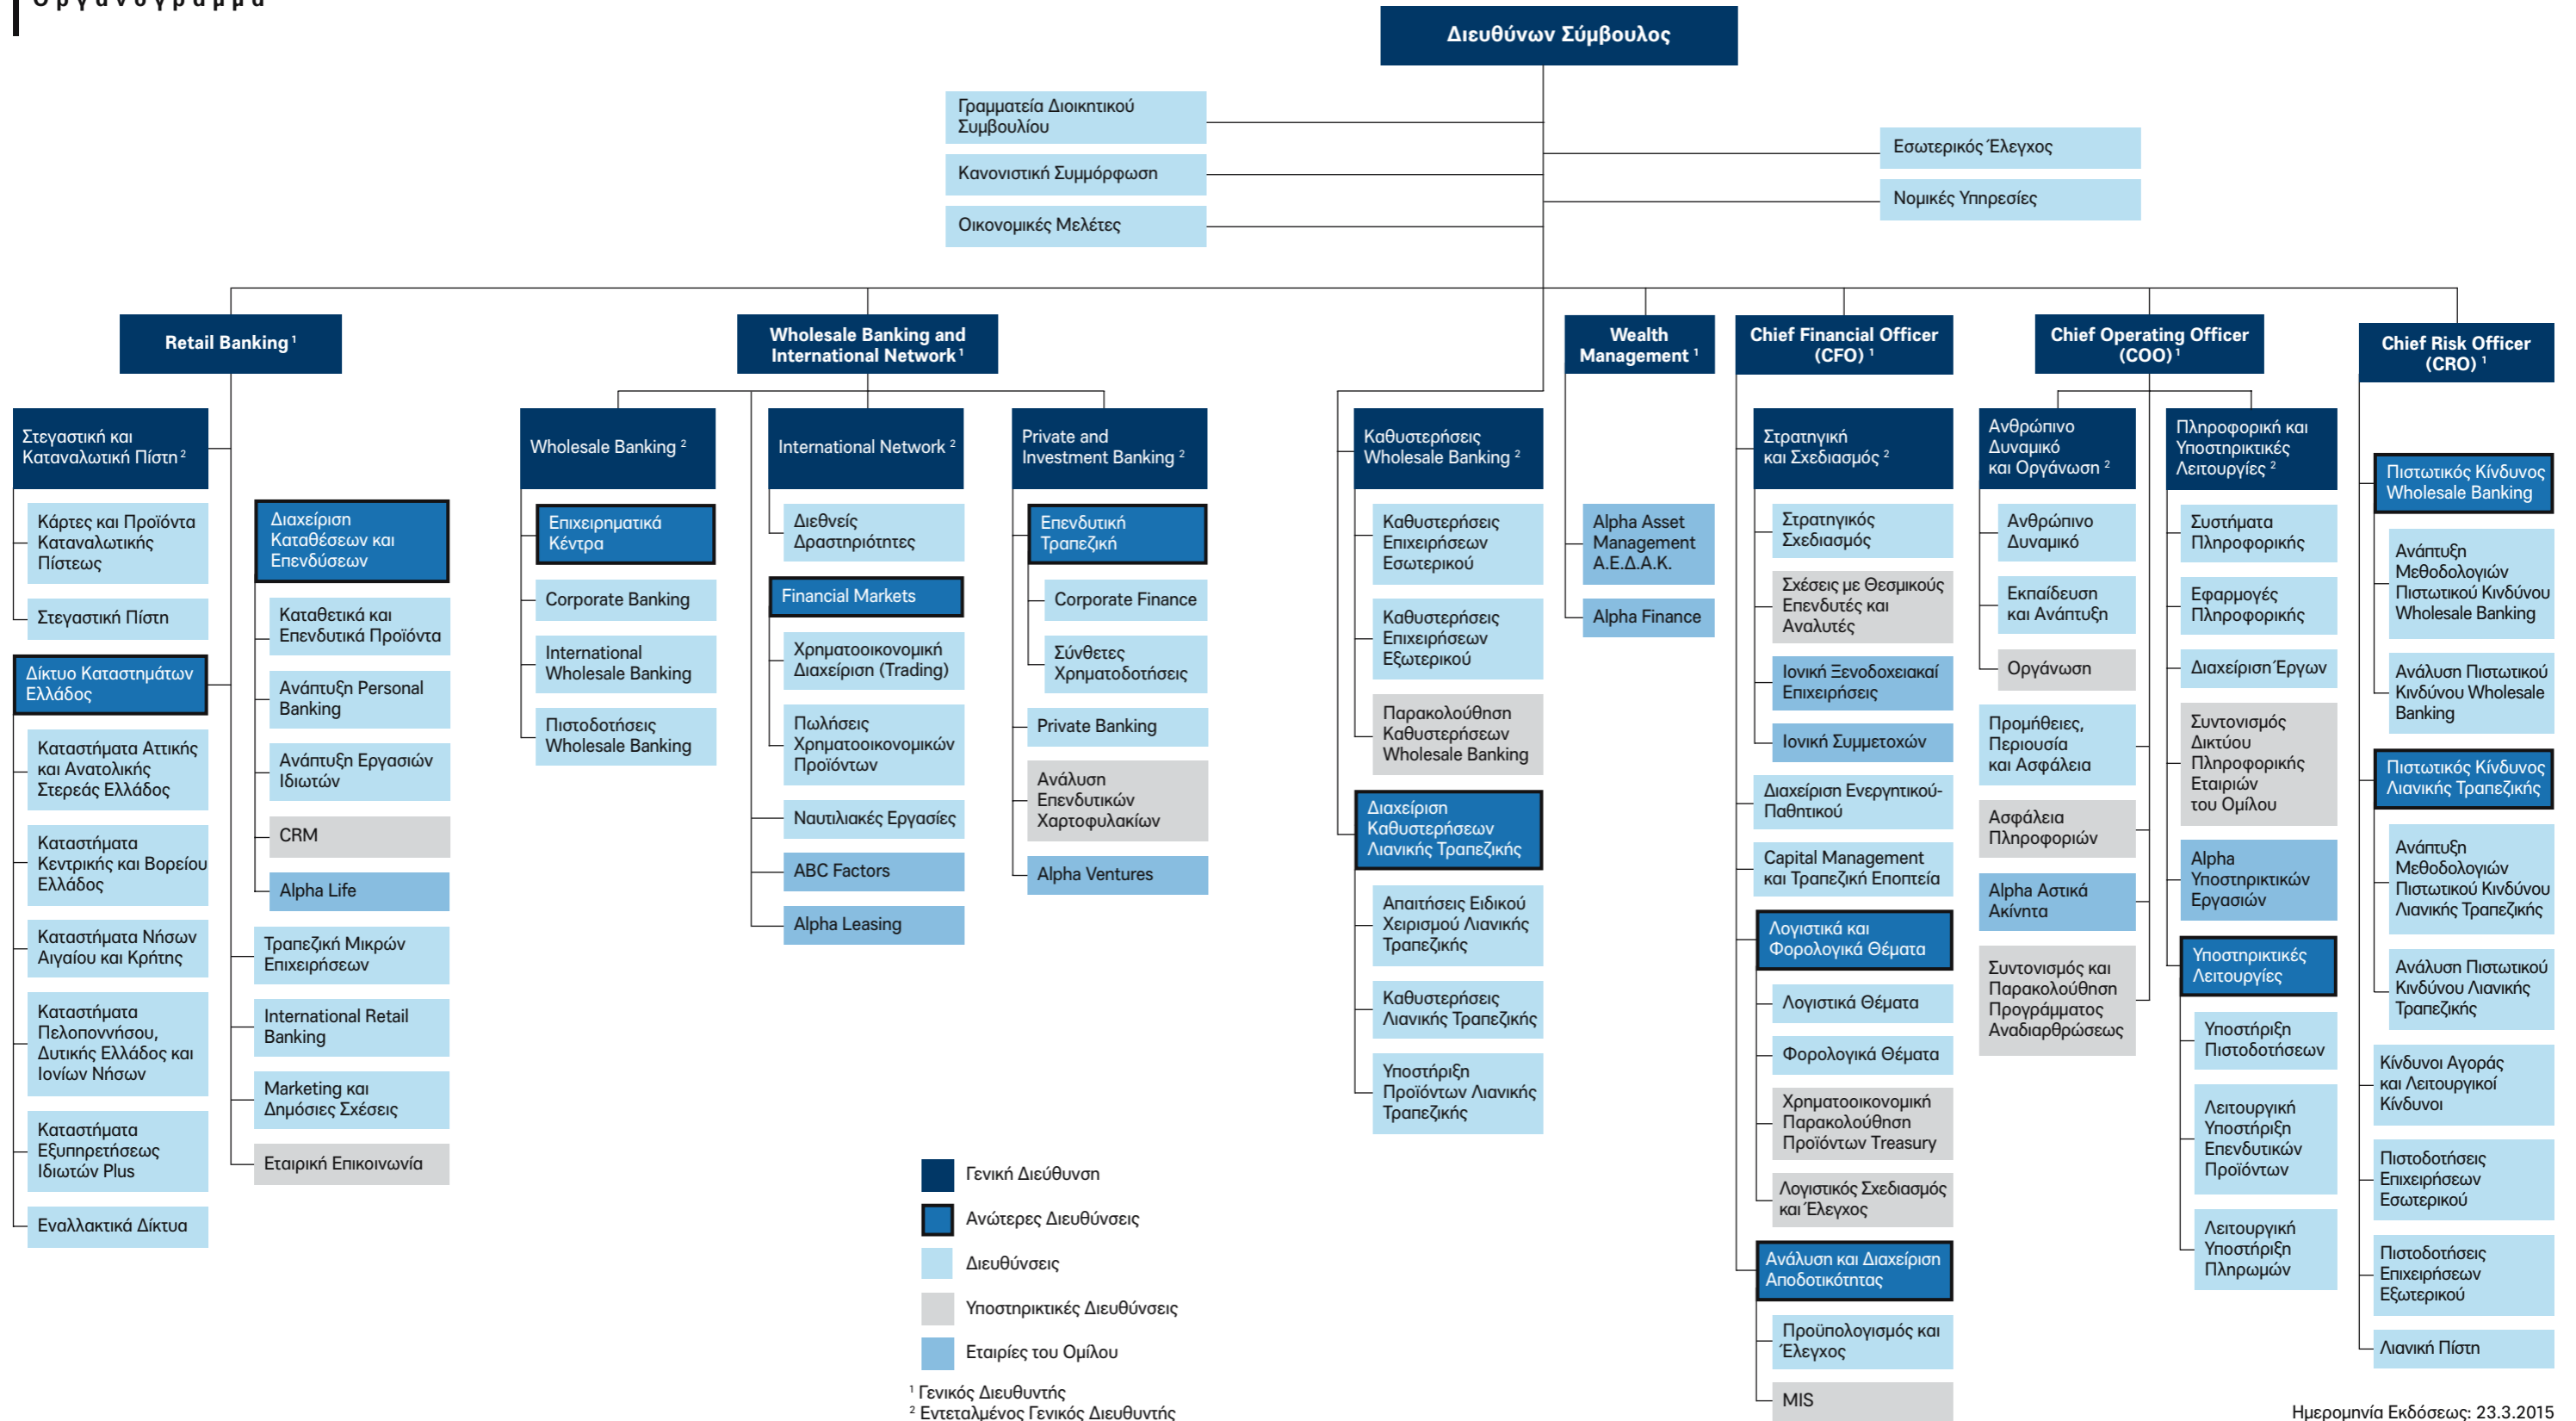 Οργανόγραμμα
Διευθύνων Σύμβουλος
Γραμματεία Διοικητικού
Συμβουλίου
Κανονιστική Συμμόρφωση
Οικονομικές Μελέτες
Εσωτερικός Έλεγχος
Νομικές Υπηρεσίες
Retail Banking ¹
Στεγαστική και
Καταναλωτική Πίστη ²
Κάρτες και Προϊόντα
Καταναλωτικής
Πίστεως
Στεγαστική Πίστη
Δίκτυο Καταστημάτων
Ελλάδος
Καταστήματα Αττικής
και Ανατολικής
Στερεάς Ελλάδος
Καταστήματα
Κεντρικής και Βορείου
Ελλάδος
Καταστήματα Νήσων
Αιγαίου και Κρήτης
Καταστήματα
Πελοποννήσου,
Δυτικής Ελλάδος και
Ιονίων Νήσων
Καταστήματα
Εξυπηρετήσεως
Ιδιωτών Plus
Εναλλακτικά Δίκτυα
Διαχείριση
Καταθέσεων και
Επενδύσεων
Καταθετικά και
Επενδυτικά Προϊόντα
Ανάπτυξη Personal
Banking
Ανάπτυξη Εργασιών
Ιδιωτών
CRM
Alpha Life
Τραπεζική Μικρών
Επιχειρήσεων
International Retail
Banking
Marketing και
Δημόσιες Σχέσεις
Εταιρική Επικοινωνία
Wholesale Banking and
International Network ¹
Wholesale Banking ²
Επιχειρηματικά
Κέντρα
Corporate Banking
International
Wholesale Banking
Πιστοδοτήσεις
Wholesale Banking
International Network ²
Διεθνείς
Δραστηριότητες
Financial Markets
Χρηματοοικονομική
Διαχείριση (Trading)
Πωλήσεις
Χρηματοοικονομικών
Προϊόντων
Ναυτιλιακές Εργασίες
ABC Factors
Alpha Leasing
Private and
Investment Banking ²
Επενδυτική
Τραπεζική
Corporate Finance
Σύνθετες
Χρηματοδοτήσεις
Private Banking
Ανάλυση
Επενδυτικών
Χαρτοφυλακίων
Alpha Ventures
Καθυστερήσεις
Wholesale Banking ²
Καθυστερήσεις
Επιχειρήσεων
Εσωτερικού
Καθυστερήσεις
Επιχειρήσεων
Εξωτερικού
Παρακολούθηση
Καθυστερήσεων
Wholesale Banking
Διαχείριση
Καθυστερήσεων
Λιανικής Τραπεζικής
Απαιτήσεις Ειδικού
Χειρισμού Λιανικής
Τραπεζικής
Καθυστερήσεις
Λιανικής Τραπεζικής
Υποστήριξη
Προϊόντων Λιανικής
Τραπεζικής
Wealth
Management ¹
Alpha Asset
Management
Α.Ε.Δ.Α.Κ.
Alpha Finance
Chief Financial Officer
(CFO) ¹
Στρατηγική
και Σχεδιασμός ²
Στρατηγικός
Σχεδιασμός
Σχέσεις με Θεσμικούς
Επενδυτές και
Αναλυτές
Ιονική Ξενοδοχειακαί
Επιχειρήσεις
Ιονική Συμμετοχών
Διαχείριση Ενεργητικού-
Παθητικού
Capital Management
και Τραπεζική Εποπτεία
Λογιστικά και
Φορολογικά Θέματα
Λογιστικά Θέματα
Φορολογικά Θέματα
Χρηματοοικονομική
Παρακολούθηση
Προϊόντων Treasury
Λογιστικός Σχεδιασμός
και Έλεγχος
Ανάλυση και Διαχείριση
Αποδοτικότητας
Προϋπολογισμός και
Έλεγχος
MIS
Chief Operating Officer
(COO) ¹
Ανθρώπινο
Δυναμικό
και Οργάνωση ²
Ανθρώπινο
Δυναμικό
Εκπαίδευση
και Ανάπτυξη
Οργάνωση
Προμήθειες,
Περιουσία
και Ασφάλεια
Ασφάλεια
Πληροφοριών
Alpha Αστικά
Ακίνητα
Συντονισμός και
Παρακολούθηση
Προγράμματος
Αναδιαρθρώσεως
Πληροφορική και
Υποστηρικτικές
Λειτουργίες ²
Συστήματα
Πληροφορικής
Εφαρμογές
Πληροφορικής
Διαχείριση Έργων
Συντονισμός
Δικτύου
Πληροφορικής
Εταιριών
του Ομίλου
Alpha
Υποστηρικτικών
Εργασιών
Υποστηρικτικές
Λειτουργίες
Υποστήριξη
Πιστοδοτήσεων
Λειτουργική
Υποστήριξη
Επενδυτικών
Προϊόντων
Λειτουργική
Υποστήριξη
Πληρωμών
Chief Risk Officer
(CRO) ¹
Πιστωτικός Κίνδυνος
Wholesale Banking
Ανάπτυξη
Μεθοδολογιών
Πιστωτικού Κινδύνου
Wholesale Banking
Ανάλυση Πιστωτικού
Κινδύνου Wholesale
Banking
Πιστωτικός Κίνδυνος
Λιανικής Τραπεζικής
Ανάπτυξη
Μεθοδολογιών
Πιστωτικού Κινδύνου
Λιανικής Τραπεζικής
Ανάλυση Πιστωτικού
Κινδύνου Λιανικής
Τραπεζικής
Κίνδυνοι Αγοράς
και Λειτουργικοί
Κίνδυνοι
Πιστοδοτήσεις
Επιχειρήσεων
Εσωτερικού
Πιστοδοτήσεις
Επιχειρήσεων
Εξωτερικού
Λιανική Πίστη
Γενική Διεύθυνση
Ανώτερες Διευθύνσεις
Διευθύνσεις
Υποστηρικτικές Διευθύνσεις
Εταιρίες του Ομίλου
¹ Γενικός Διευθυντής
² Εντεταλμένος Γενικός Διευθυντής
Ημερομηνία Εκδόσεως: 23.3.2015